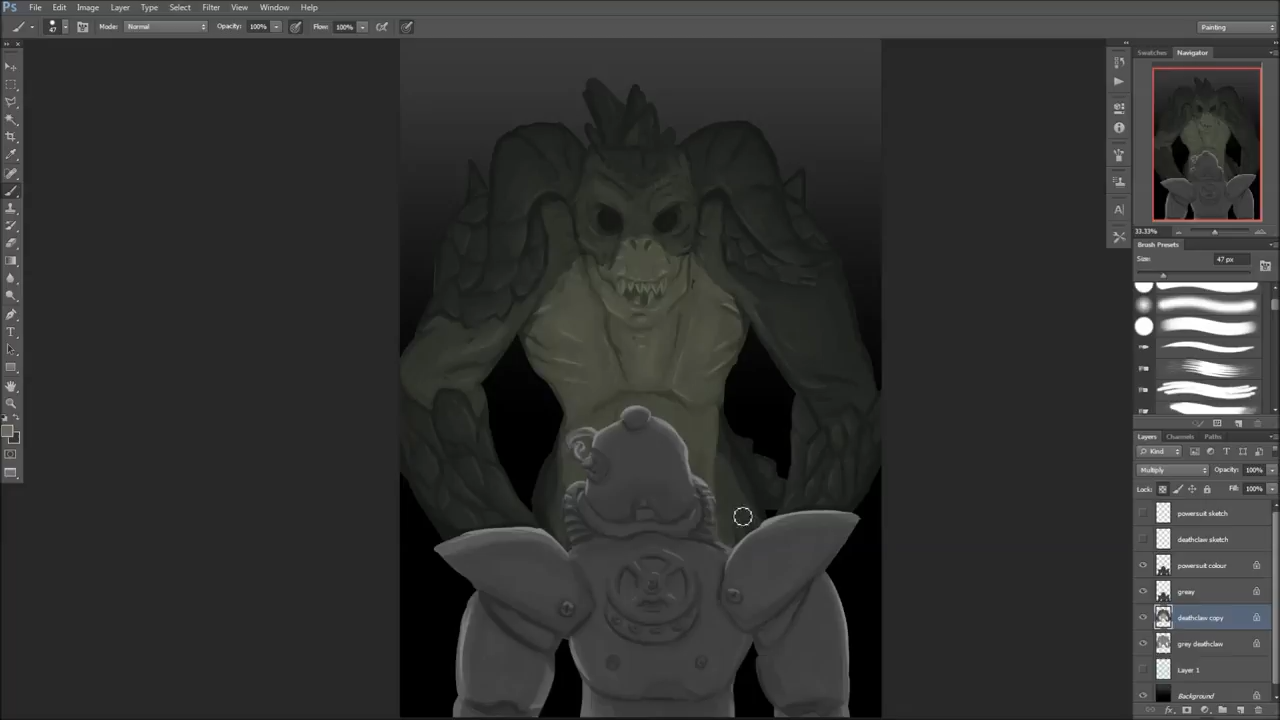 Ps File Edit Image Layer Type Select Filter View Window Help
47 Mode: Normal Opacity: 100% Flow: 100% Painting
Swatches Navigator
33.33%
Brush Presets
Size: 47 px
Layers Channels Paths
Kind
Multiply Opacity: 100%
Lock: Fill: 100%
powersuit sketch
deathclaw sketch
powersuit colour
greay
deathclaw copy
grey deathclaw
Layer 1
Background